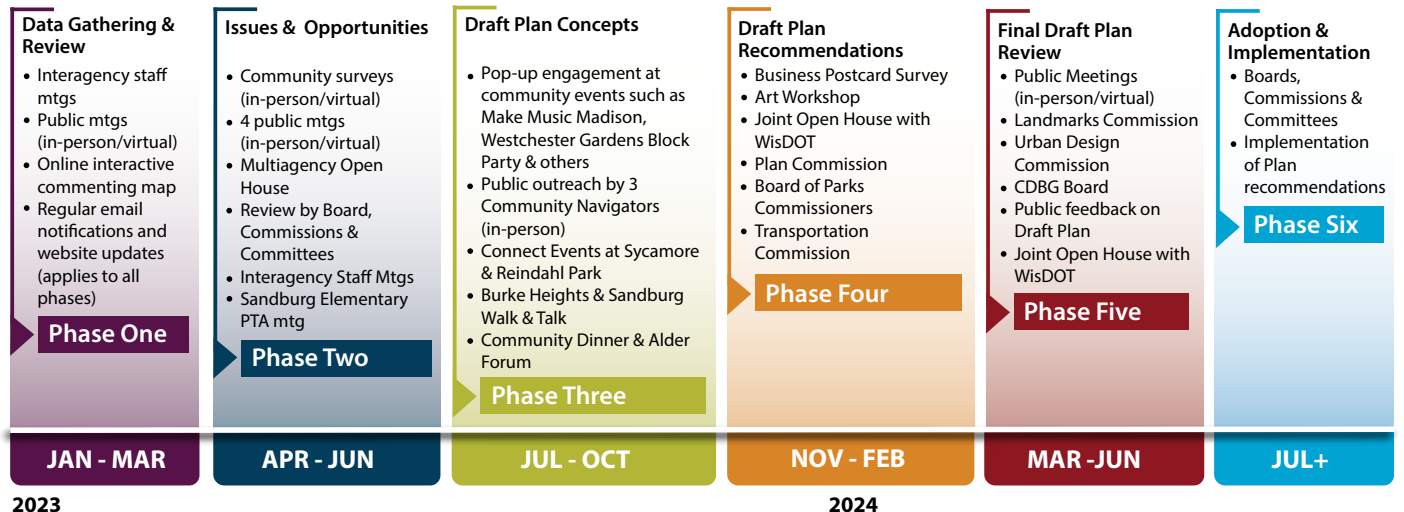 Data Gathering &
Review
• Interagency staff
mtgs
• Public mtgs
(in-person/virtual)
• Online interactive
commenting map
• Regular email
notifications and
website updates
(applies to all
phases)
Phase One
JAN - MAR
2023
Issues & Opportunities
• Community surveys
(in-person/virtual)
• 4 public mtgs
(in-person/virtual)
• Multiagency Open
House
• Review by Board,
Commissions &
Committees
• Interagency Staff Mtgs
• Sandburg Elementary
PTA mtg
Phase Two
APR - JUN
Draft Plan Concepts
• Pop-up engagement at
community events such as
Make Music Madison,
Westchester Gardens Block
Party & others
• Public outreach by 3
Community Navigators
(in-person)
• Connect Events at Sycamore
& Reindahl Park
• Burke Heights & Sandburg
Walk & Talk
• Community Dinner & Alder
Forum
Phase Three
JUL - OCT
Draft Plan
Recommendations
• Business Postcard Survey
• Art Workshop
• Joint Open House with
WisDOT
• Plan Commission
• Board of Parks
Commissioners
• Transportation
Commission
Phase Four
NOV - FEB
2024
Final Draft Plan
Review
• Public Meetings
(in-person/virtual)
• Landmarks Commission
• Urban Design
Commission
• CDBG Board
• Public feedback on
Draft Plan
• Joint Open House with
WisDOT
Phase Five
MAR -JUN
Adoption &
Implementation
• Boards,
Commissions &
Committees
• Implementation
of Plan
recommendations
Phase Six
JUL+